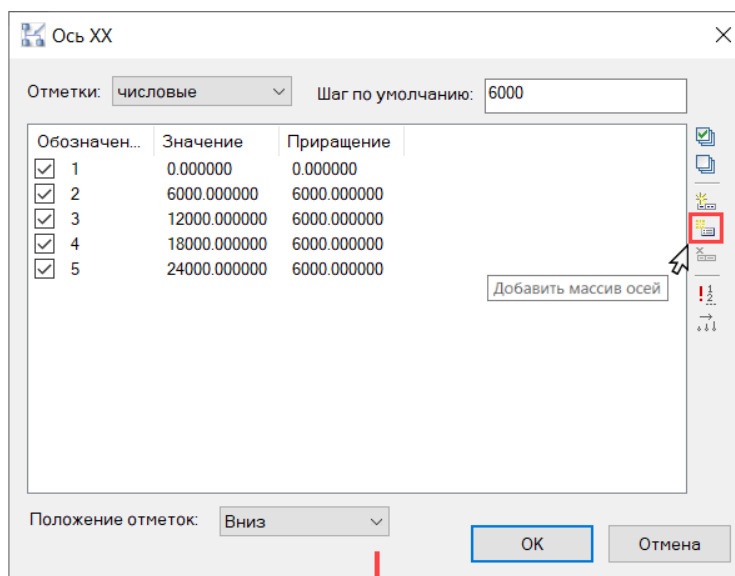 Ось XX
Отметки: числовые Шаг по умолчанию: 6000
Обозначен... Значение Приращение
1 0.000000 0.000000
2 6000.000000 6000.000000
3 12000.000000 6000.000000
4 18000.000000 6000.000000
5 24000.000000 6000.000000
Добавить массив осей
Положение отметок: Вниз
OK Отмена